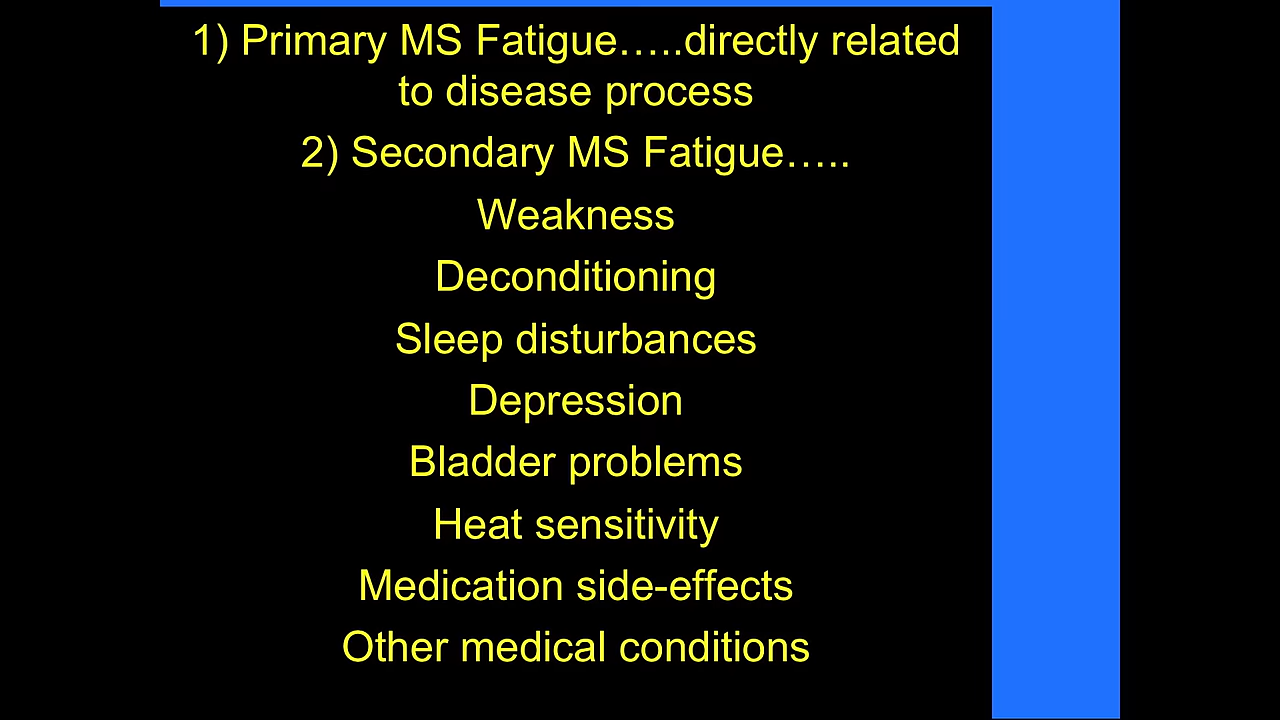 1) Primary MS Fatigue…..directly related
to disease process
2) Secondary MS Fatigue…..
Weakness
Deconditioning
Sleep disturbances
Depression
Bladder problems
Heat sensitivity
Medication side-effects
Other medical conditions